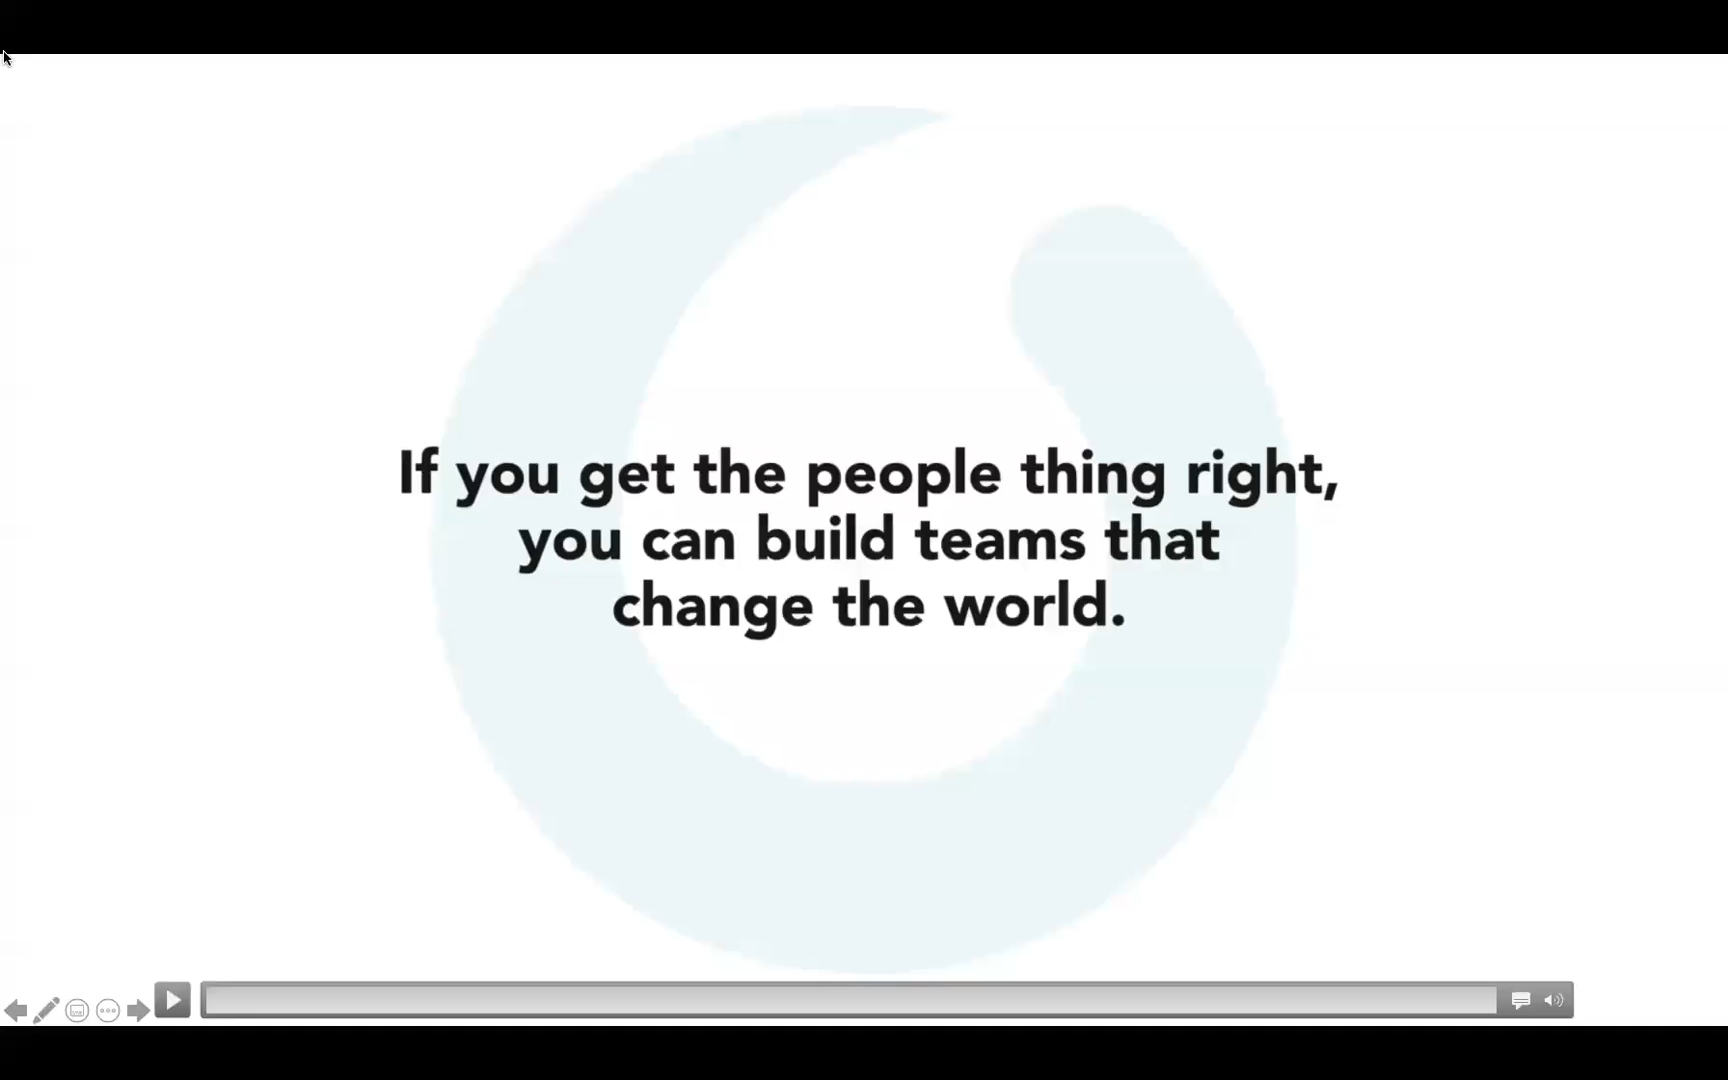 If you get the people thing right,
you can build teams that
change the world.